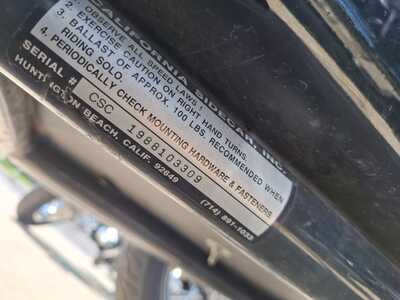 CALIFORNIA SIDECAR, INC.
1. OBSERVE ALL SPEED LAWS!
2. EXERCISE CAUTION ON RIGHT HAND TURNS.
3. BALLAST OF APPROX. 100 LBS. RECOMMENDED WHEN
RIDING SOLO.
4. PERIODICALLY CHECK MOUNTING HARDWARE & FASTENERS
SERIAL # CSC 1988103309
HUNTINGTON BEACH, CALIF. 92649 (714) 891-1033